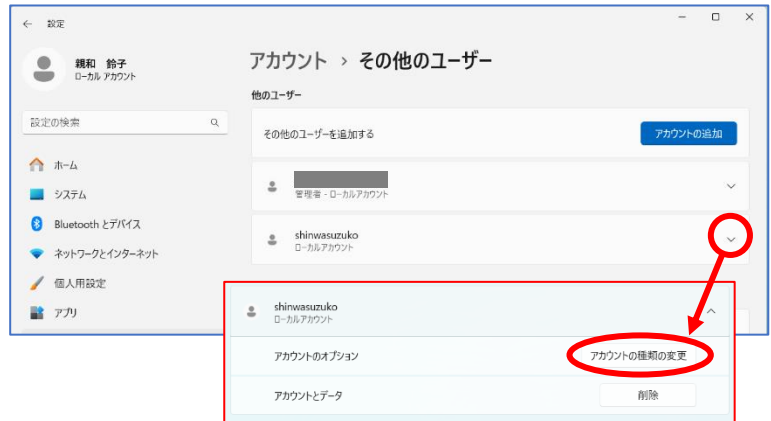 設定
親和 鈴子
ローカル アカウント
設定の検索
ホーム
システム
Bluetooth とデバイス
ネットワークとインターネット
個人用設定
アプリ
アカウント › その他のユーザー
他のユーザー
その他のユーザーを追加する
アカウントの追加
管理者 - ローカルアカウント
shinwasuzuko
ローカルアカウント
shinwasuzuko
ローカルアカウント
アカウントのオプション
アカウントの種類の変更
アカウントとデータ
削除